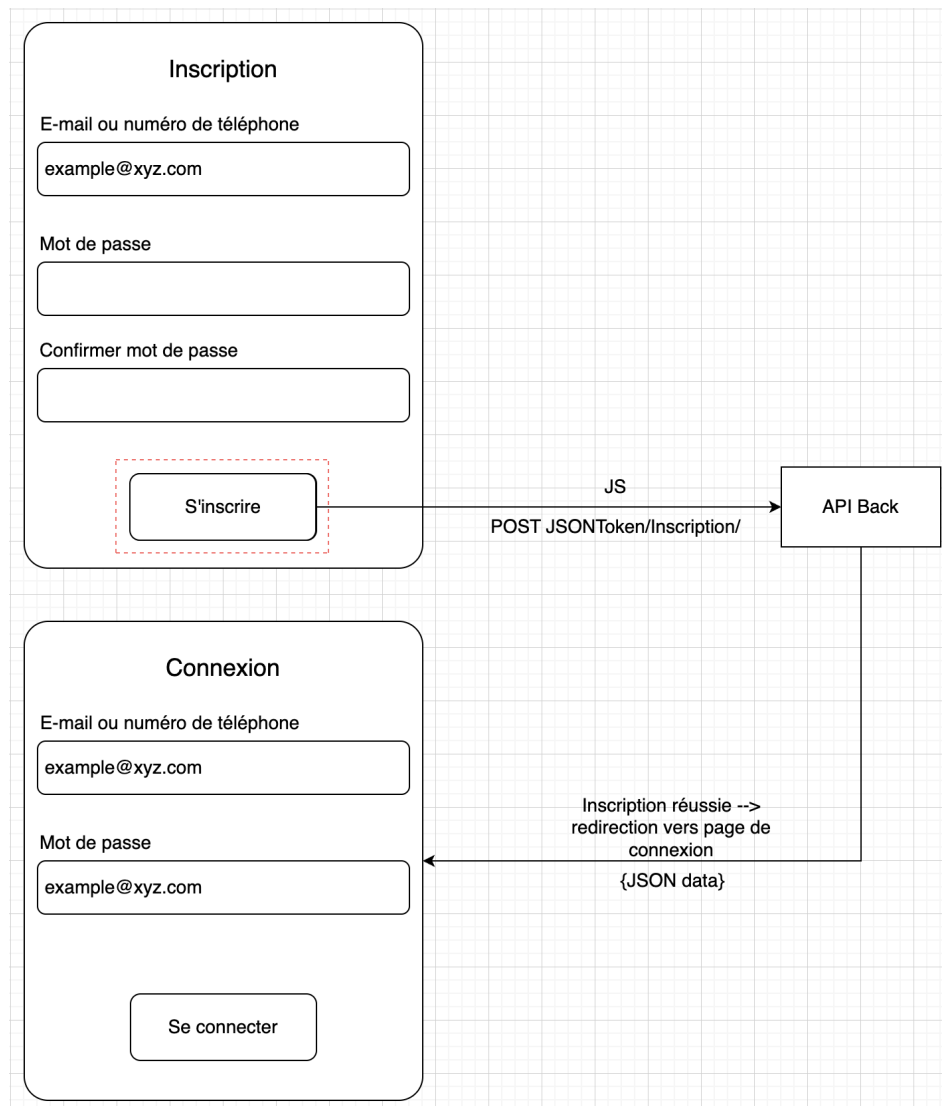 Inscription
E-mail ou numéro de téléphone
example@xyz.com
Mot de passe
Confirmer mot de passe
S'inscrire
JS
POST JSONToken/Inscription/
API Back
Connexion
E-mail ou numéro de téléphone
example@xyz.com
Mot de passe
example@xyz.com
Se connecter
Inscription réussie -->
redirection vers page de
connexion
{JSON data}